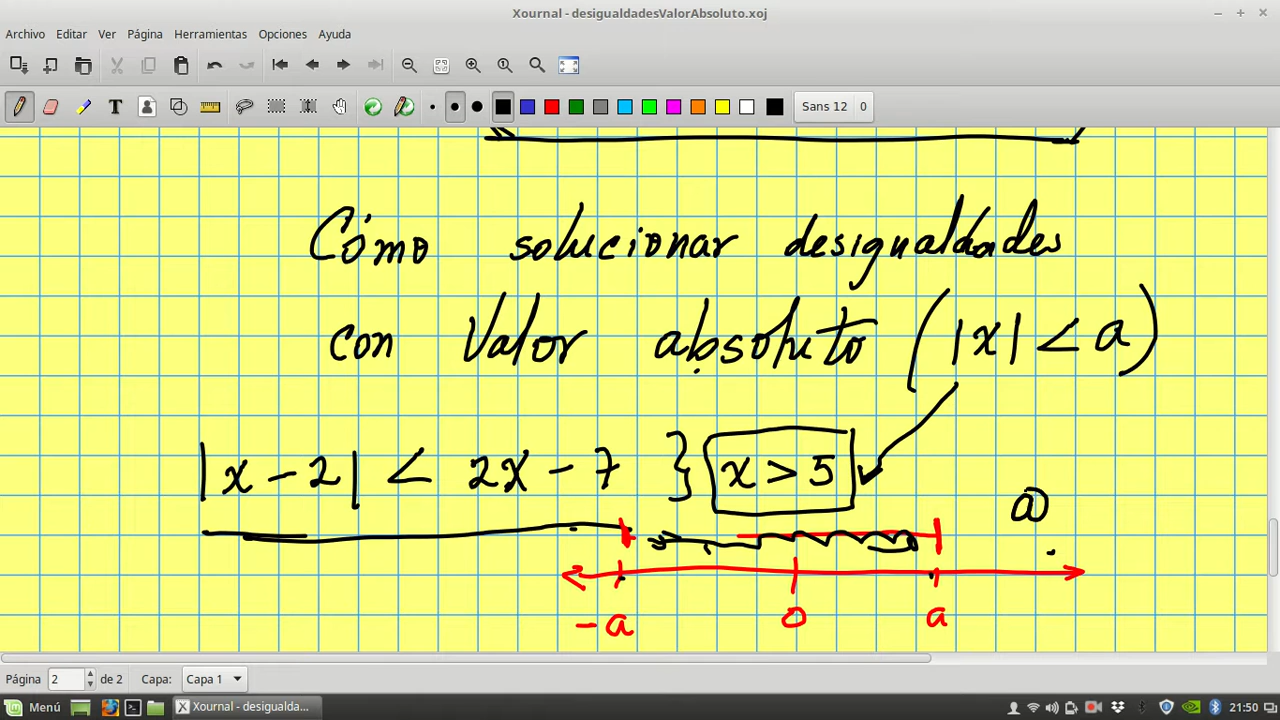 Xournal - desigualdadesValorAbsoluto.xoj
Archivo Editar Ver Página Herramientas Opciones Ayuda
Sans 12 0
Cómo solucionar desigualdades
con Valor absoluto (|x| < a)
|x - 2| < 2x - 7 } x > 5
a
-a 0 a
Página 2 de 2 Capa: Capa 1
Menú Xournal - desigualda... 21:50